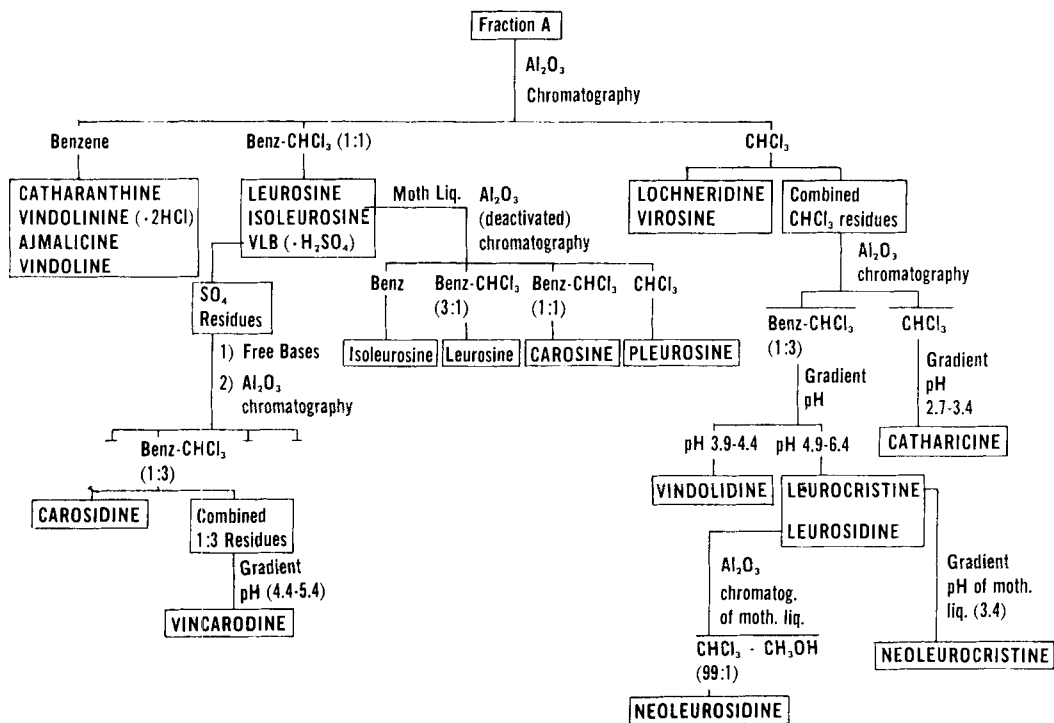 Fraction A
Al₂O₃
Chromatography
Benzene
Benz-CHCl₃ (1:1)
CHCl₃
CATHARANTHINE
VINDOLININE (·2HCl)
AJMALICINE
VINDOLINE
LEUROSINE
ISOLEUROSINE
VLB (·H₂SO₄)
Moth Liq.
Al₂O₃
(deactivated)
chromatography
LOCHNERIDINE
VIROSINE
Combined
CHCl₃ residues
Al₂O₃
chromatography
SO₄
Residues
Benz
Benz-CHCl₃
(3:1)
Benz-CHCl₃
(1:1)
CHCl₃
Isoleurosine
Leurosine
CAROSINE
PLEUROSINE
1) Free Bases
2) Al₂O₃
chromatography
Benz-CHCl₃
(1:3)
CHCl₃
Gradient
pH
Gradient
pH
2.7-3.4
Benz-CHCl₃
(1:3)
pH 3.9-4.4
pH 4.9-6.4
CATHARICINE
CAROSIDINE
Combined
1:3 Residues
VINDOLIDINE
LEUROCRISTINE
LEUROSIDINE
Gradient
pH (4.4-5.4)
VINCARODINE
Al₂O₃
chromatog.
of moth. liq.
Gradient
pH of moth.
liq. (3.4)
CHCl₃ - CH₃OH
(99:1)
NEOLEUROCRISTINE
NEOLEUROSIDINE